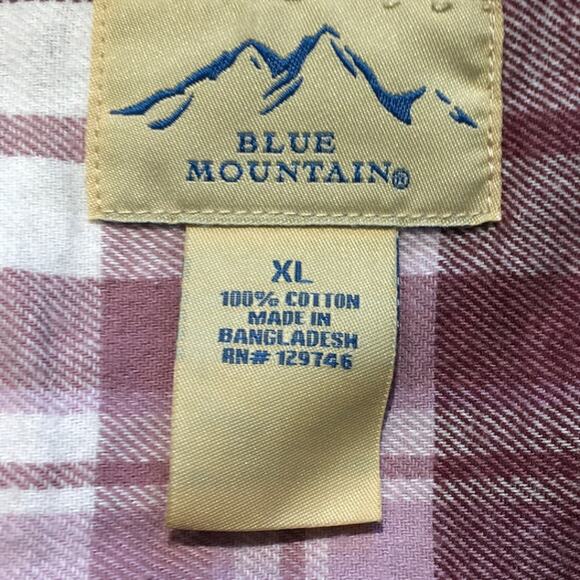 BLUE
MOUNTAIN®
XL
100% COTTON
MADE IN
BANGLADESH
RN# 129746